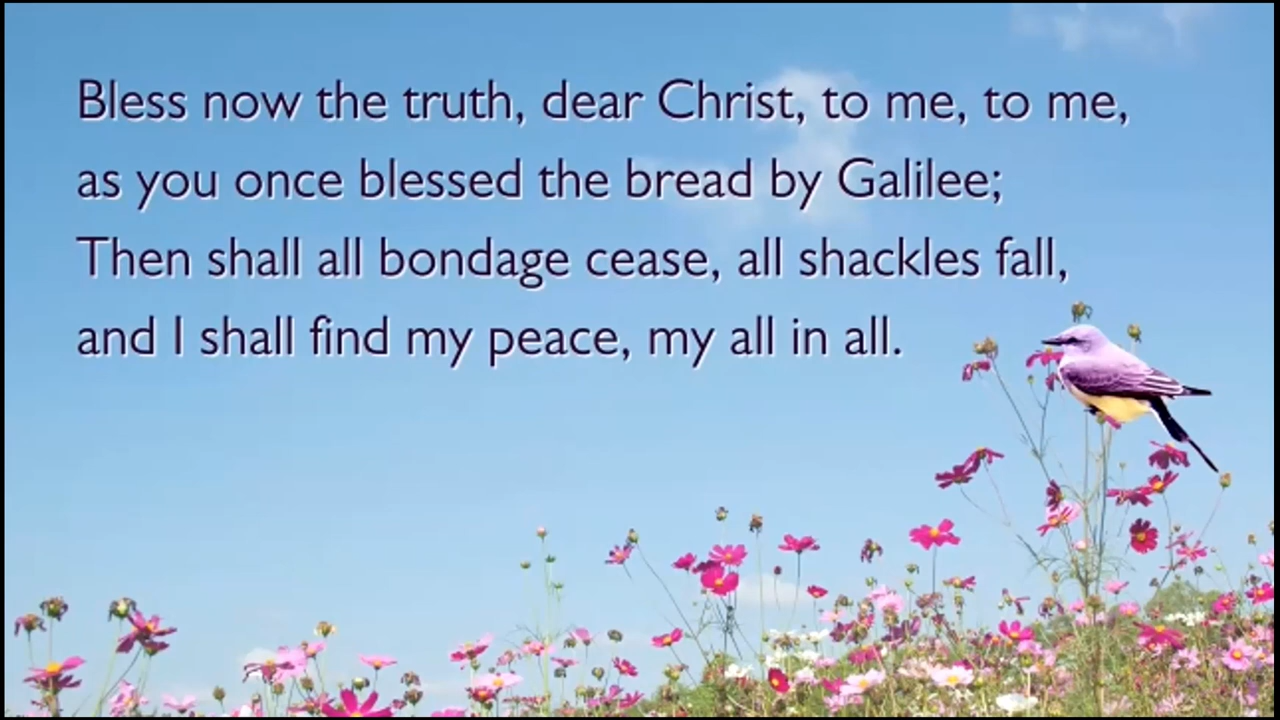 Bless now the truth, dear Christ, to me, to me,
as you once blessed the bread by Galilee;
Then shall all bondage cease, all shackles fall,
and I shall find my peace, my all in all.